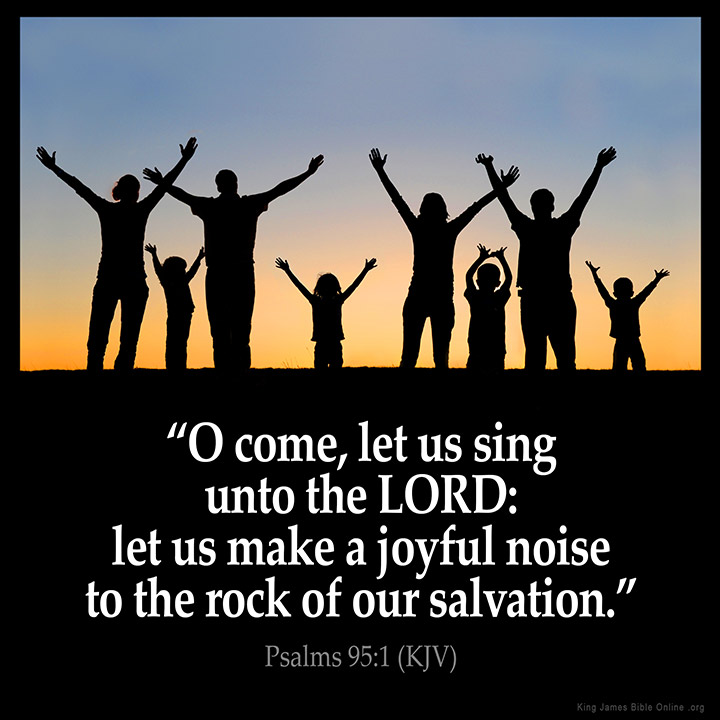 “O come, let us sing
unto the LORD:
let us make a joyful noise
to the rock of our salvation.”
Psalms 95:1 (KJV)
King James Bible Online .org